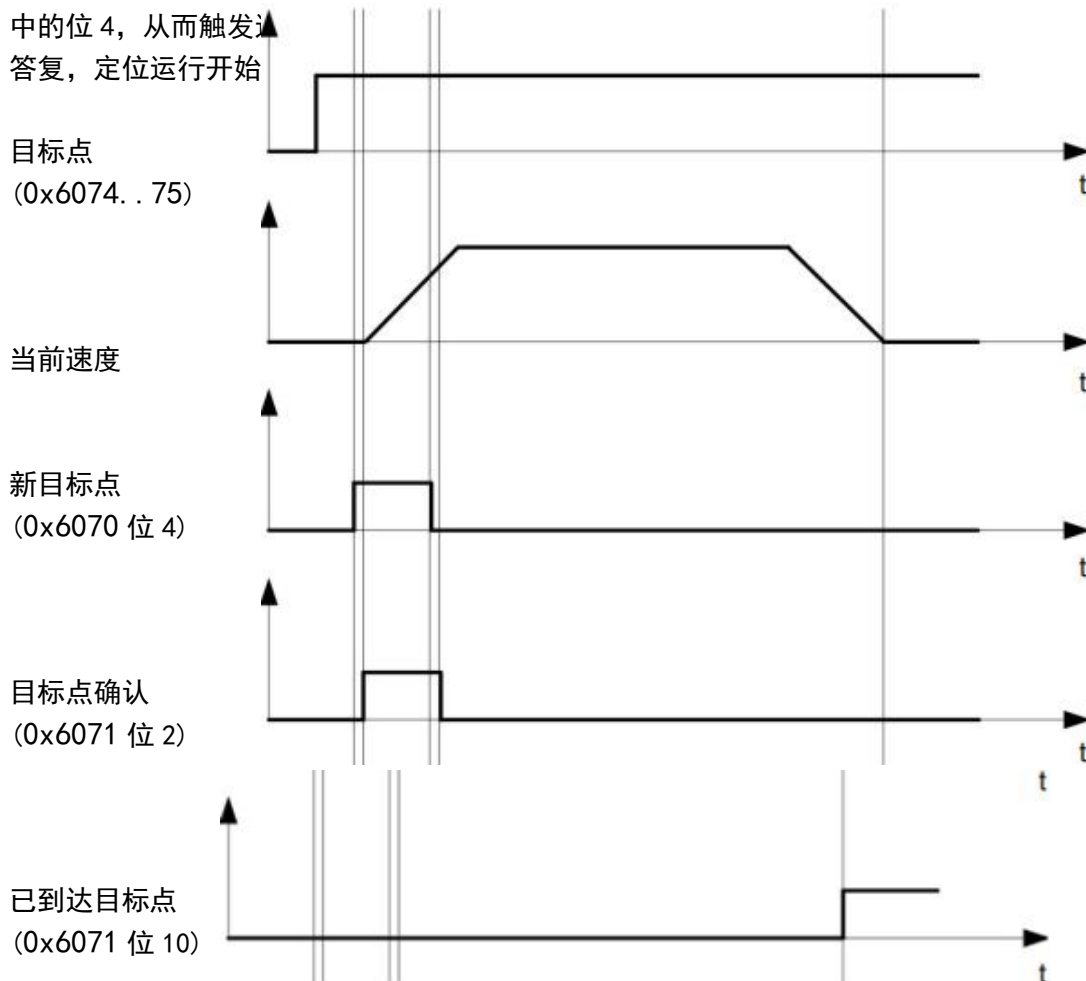 中的位 4，从而触发
答复，定位运行开始
目标点
(0x6074..75)
t
当前速度
t
新目标点
(0x6070 位 4)
t
目标点确认
(0x6071 位 2)
t
t
已到达目标点
(0x6071 位 10)
t